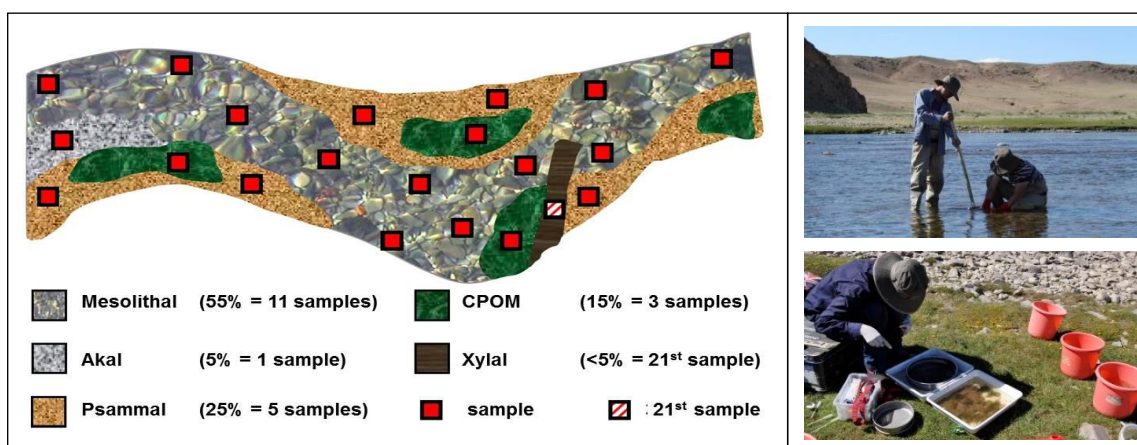 Mesolithal (55% = 11 samples) CPOM (15% = 3 samples)
Akal (5% = 1 sample) Xylal (<5% = 21st sample)
Psammal (25% = 5 samples) sample : 21st sample